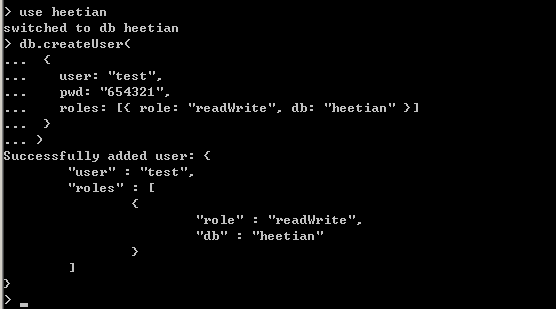 > use heetian
switched to db heetian
> db.createUser(
...  {
...    user: "test",
...    pwd: "654321",
...    roles: [{ role: "readWrite", db: "heetian" }]
...  }
... )
Successfully added user: {
        "user" : "test",
        "roles" : [
                {
                        "role" : "readWrite",
                        "db" : "heetian"
                }
        ]
}
> _